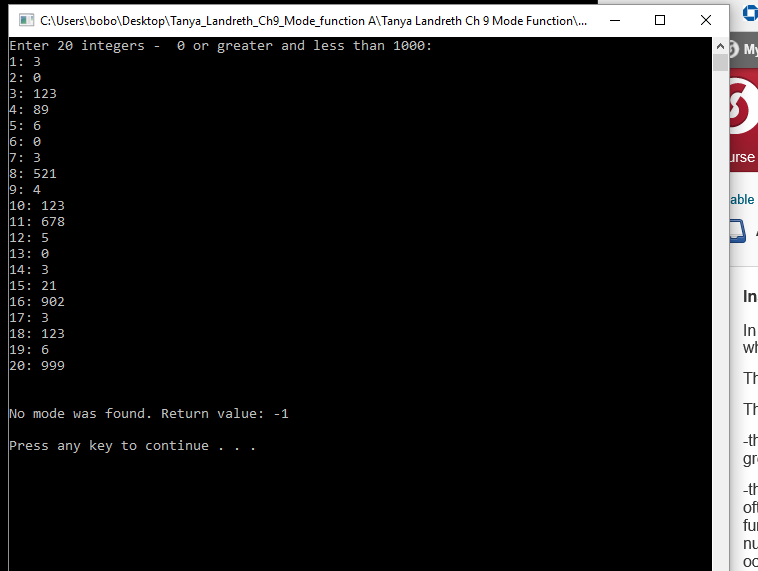 C:\Users\bobo\Desktop\Tanya_Landreth_Ch9_Mode_function A\Tanya Landreth Ch 9 Mode Function\...
Enter 20 integers -  0 or greater and less than 1000:
1: 3
2: 0
3: 123
4: 89
5: 6
6: 0
7: 3
8: 521
9: 4
10: 123
11: 678
12: 5
13: 0
14: 3
15: 21
16: 902
17: 3
18: 123
19: 6
20: 999
No mode was found. Return value: -1
Press any key to continue . . .
My
urse
able
In
In
wh
Th
Th
-th
gr
-th
oft
fu
nu
oc